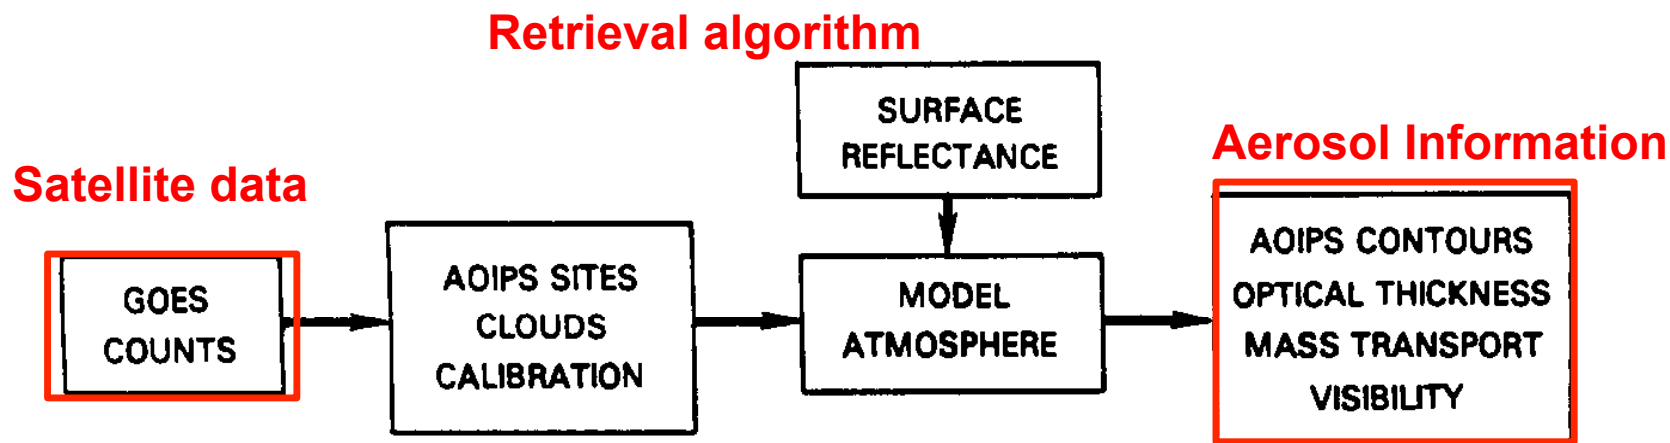 Retrieval algorithm
SURFACE
REFLECTANCE
Aerosol Information
Satellite data
GOES
COUNTS
AOIPS SITES
CLOUDS
CALIBRATION
MODEL
ATMOSPHERE
AOIPS CONTOURS
OPTICAL THICKNESS
MASS TRANSPORT
VISIBILITY